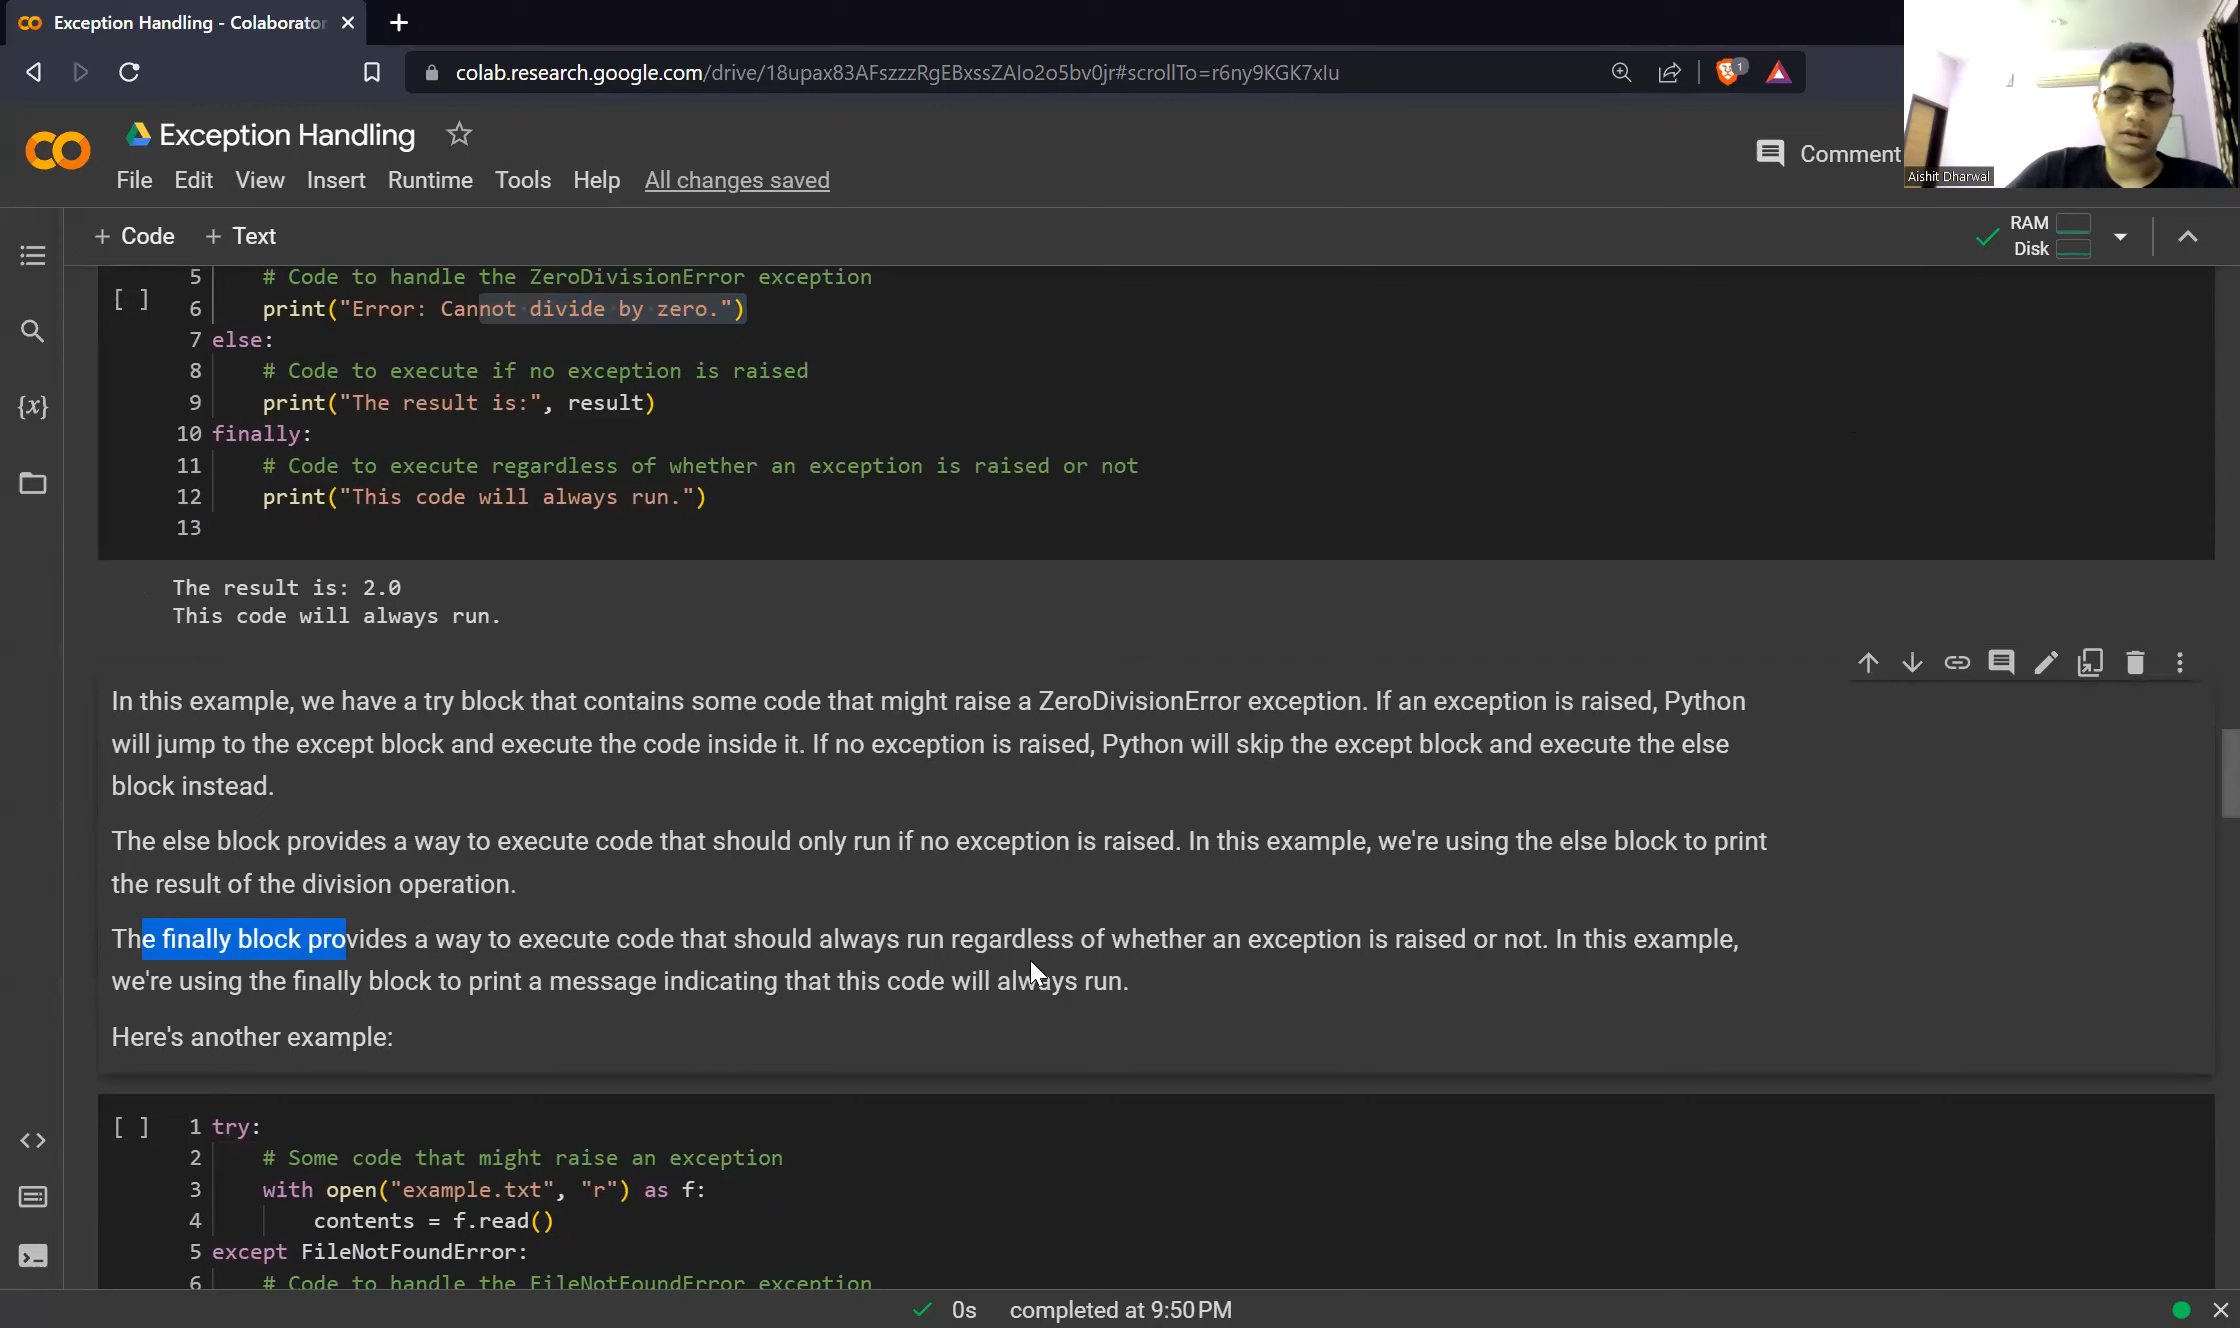 Exception Handling - Colaborator
colab.research.google.com/drive/18upax83AFszzzRgEBxssZAIo2o5bv0jr#scrollTo=r6ny9KGK7xIu
1
Exception Handling
Comment
Aishit Dharwal
File Edit View Insert Runtime Tools Help All changes saved
+ Code + Text
RAM
Disk
5 # Code to handle the ZeroDivisionError exception
[ ] 6 print("Error: Cannot divide by zero.")
7 else:
8 # Code to execute if no exception is raised
9 print("The result is:", result)
10 finally:
11 # Code to execute regardless of whether an exception is raised or not
12 print("This code will always run.")
13
The result is: 2.0
This code will always run.
In this example, we have a try block that contains some code that might raise a ZeroDivisionError exception. If an exception is raised, Python
will jump to the except block and execute the code inside it. If no exception is raised, Python will skip the except block and execute the else
block instead.
The else block provides a way to execute code that should only run if no exception is raised. In this example, we're using the else block to print
the result of the division operation.
The finally block provides a way to execute code that should always run regardless of whether an exception is raised or not. In this example,
we're using the finally block to print a message indicating that this code will always run.
Here's another example:
[ ] 1 try:
2 # Some code that might raise an exception
3 with open("example.txt", "r") as f:
4 contents = f.read()
5 except FileNotFoundError:
6 # Code to handle the FileNotFoundError exception
0s completed at 9:50 PM